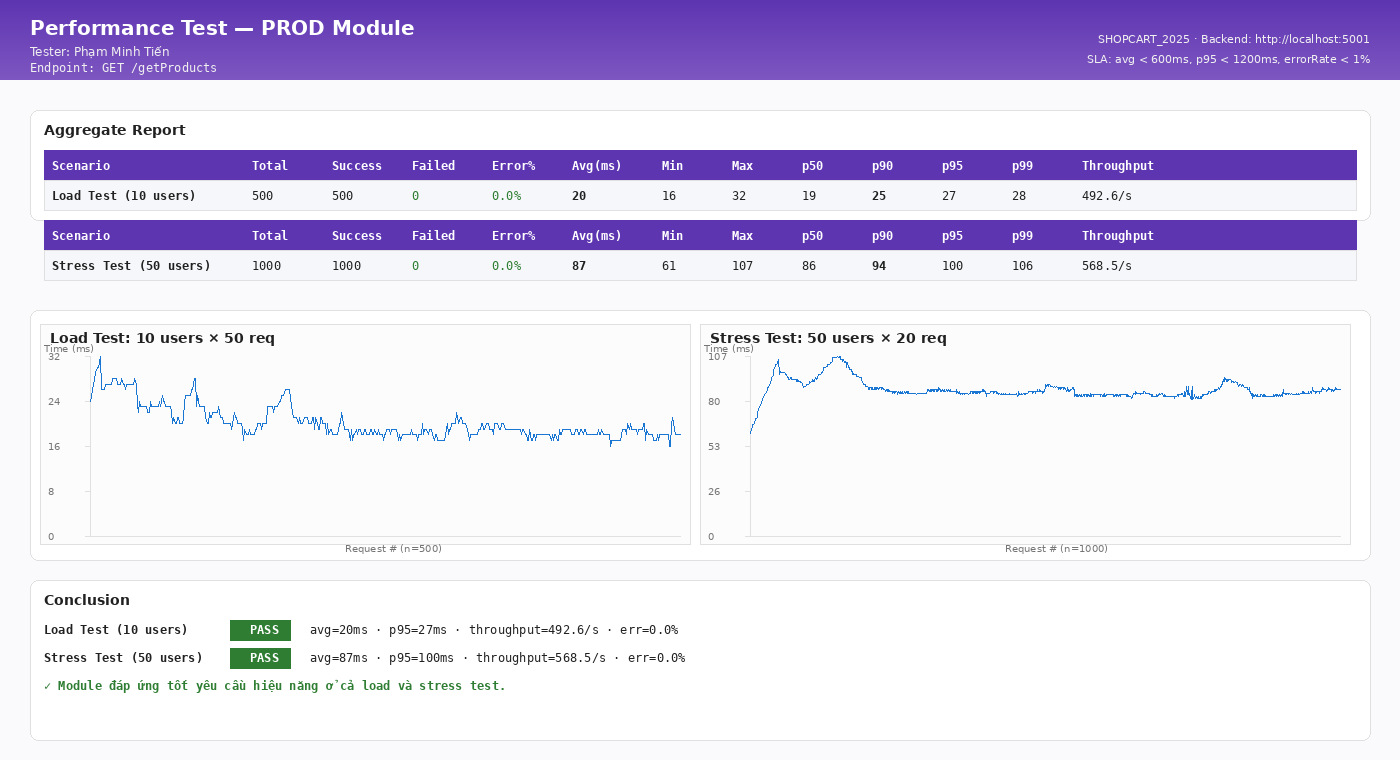 Performance Test — PROD Module
Tester: Phạm Minh Tiến
Endpoint: GET /getProducts
SHOPCART_2025 · Backend: http://localhost:5001
SLA: avg < 600ms, p95 < 1200ms, errorRate < 1%
Aggregate Report
Scenario Total Success Failed Error% Avg(ms) Min Max p50 p90 p95 p99 Throughput
Load Test (10 users) 500 500 0 0.0% 20 16 32 19 25 27 28 492.6/s
Scenario Total Success Failed Error% Avg(ms) Min Max p50 p90 p95 p99 Throughput
Stress Test (50 users) 1000 1000 0 0.0% 87 61 107 86 94 100 106 568.5/s
Load Test: 10 users × 50 req
Time (ms)
32
24
16
8
0
Request # (n=500)
Stress Test: 50 users × 20 req
Time (ms)
107
80
53
26
0
Request # (n=1000)
Conclusion
Load Test (10 users) PASS avg=20ms · p95=27ms · throughput=492.6/s · err=0.0%
Stress Test (50 users) PASS avg=87ms · p95=100ms · throughput=568.5/s · err=0.0%
✓ Module đáp ứng tốt yêu cầu hiệu năng ở cả load và stress test.